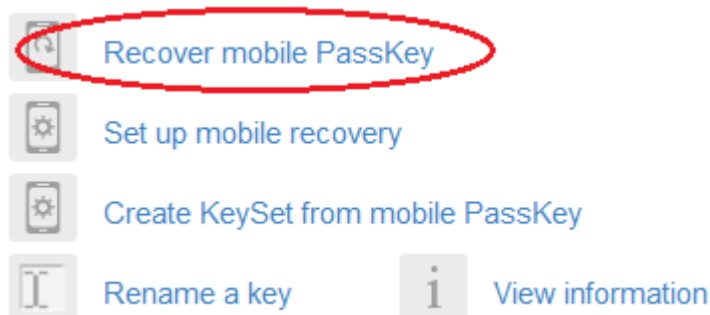 Recover mobile PassKey
Set up mobile recovery
Create KeySet from mobile PassKey
Rename a key
i View information